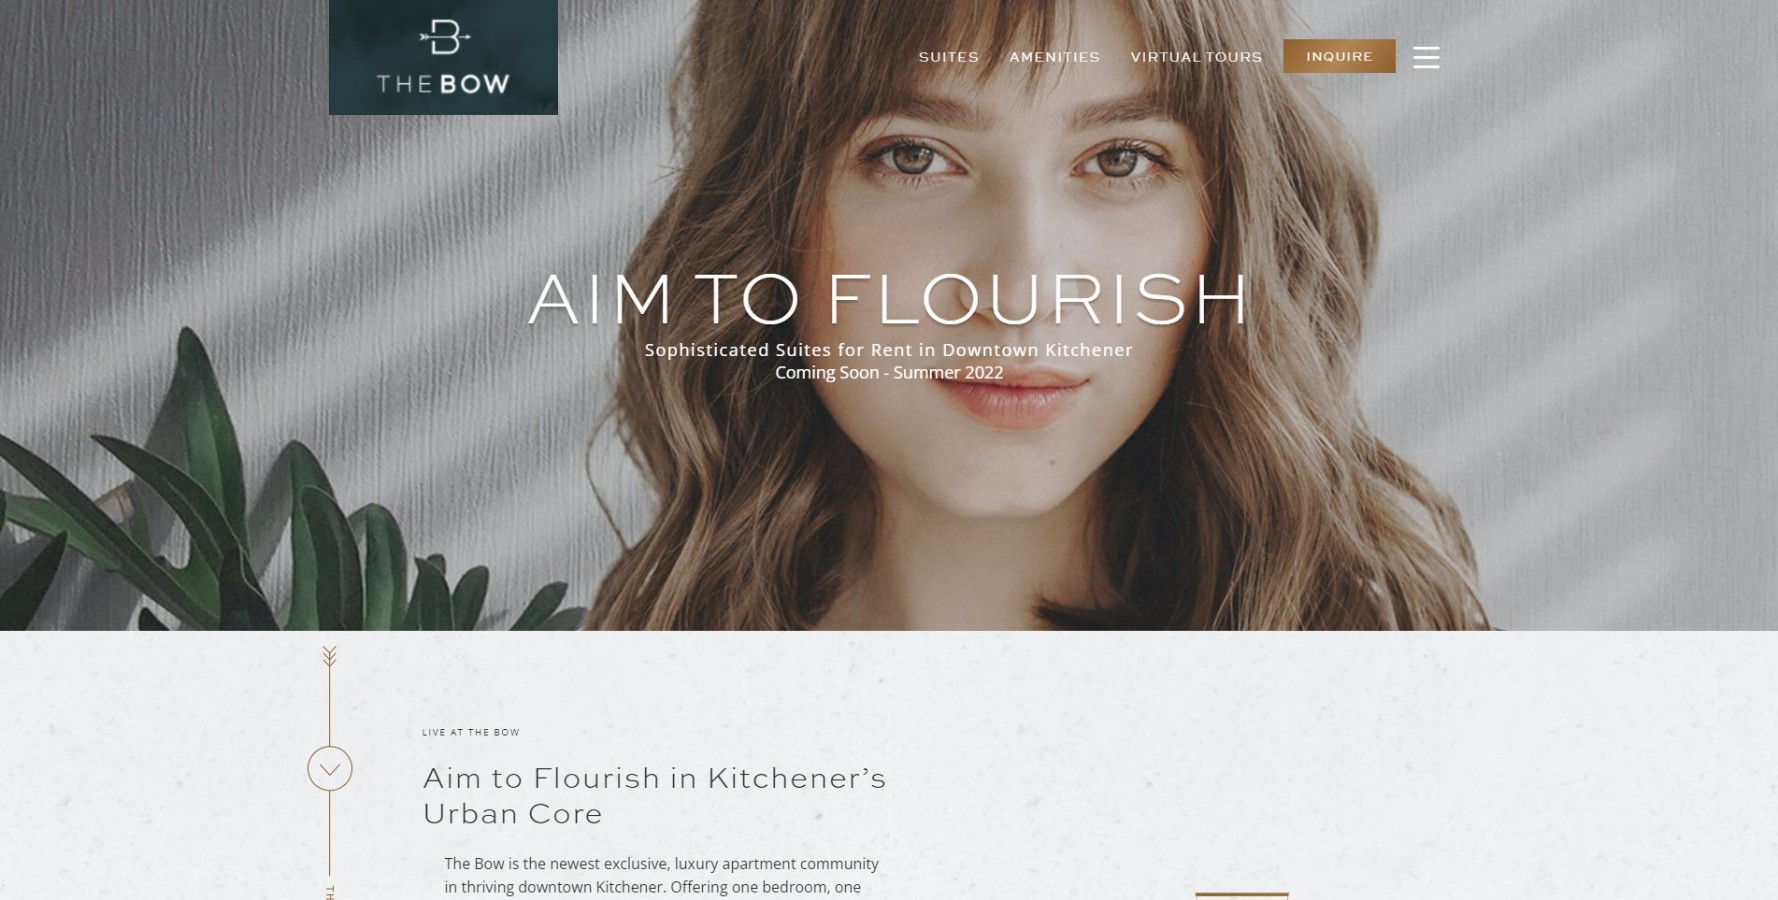 THE BOW
SUITES
AMENITIES
VIRTUAL TOURS
INQUIRE
AIM TO FLOURISH
Sophisticated Suites for Rent in Downtown Kitchener
Coming Soon - Summer 2022
LIVE AT THE BOW
Aim to Flourish in Kitchener’s
Urban Core
The Bow is the newest exclusive, luxury apartment community
in thriving downtown Kitchener. Offering one bedroom, one